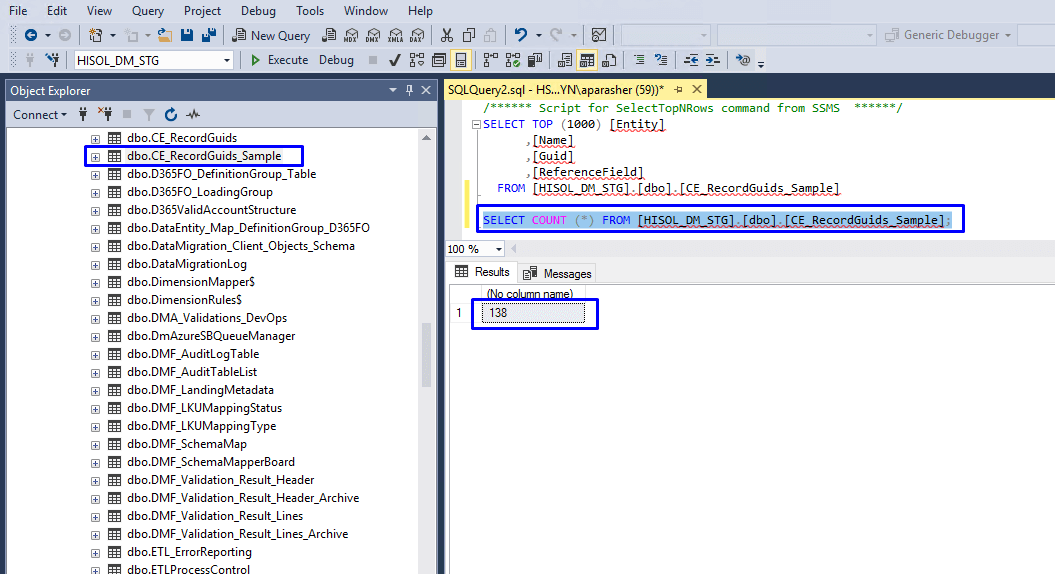 File Edit View Query Project Debug Tools Window Help
New Query MDX DMX XMLA DAX Generic Debugger
HISOL_DM_STG Execute Debug
Object Explorer
Connect
dbo.CE_RecordGuids
dbo.CE_RecordGuids_Sample
dbo.D365FO_DefinitionGroup_Table
dbo.D365FO_LoadingGroup
dbo.D365ValidAccountStructure
dbo.DataEntity_Map_DefinitionGroup_D365FO
dbo.DataMigration_Client_Objects_Schema
dbo.DataMigrationLog
dbo.DimensionMapper$
dbo.DimensionRules$
dbo.DMA_Validations_DevOps
dbo.DmAzureSBQueueManager
dbo.DMF_AuditLogTable
dbo.DMF_AuditTableList
dbo.DMF_LandingMetadata
dbo.DMF_LKUMappingStatus
dbo.DMF_LKUMappingType
dbo.DMF_SchemaMap
dbo.DMF_SchemaMapperBoard
dbo.DMF_Validation_Result_Header
dbo.DMF_Validation_Result_Header_Archive
dbo.DMF_Validation_Result_Lines
dbo.DMF_Validation_Result_Lines_Archive
dbo.ETL_ErrorReporting
dbo.ETLProcessControl
SQLQuery2.sql - HS...YN\aparasher (59))*
/****** Script for SelectTopNRows command from SSMS ******/
SELECT TOP (1000) [Entity]
,[Name]
,[Guid]
,[ReferenceField]
FROM [HISOL_DM_STG].[dbo].[CE_RecordGuids_Sample]
SELECT COUNT (*) FROM [HISOL_DM_STG].[dbo].[CE_RecordGuids_Sample];
100 %
Results Messages
(No column name)
1 138